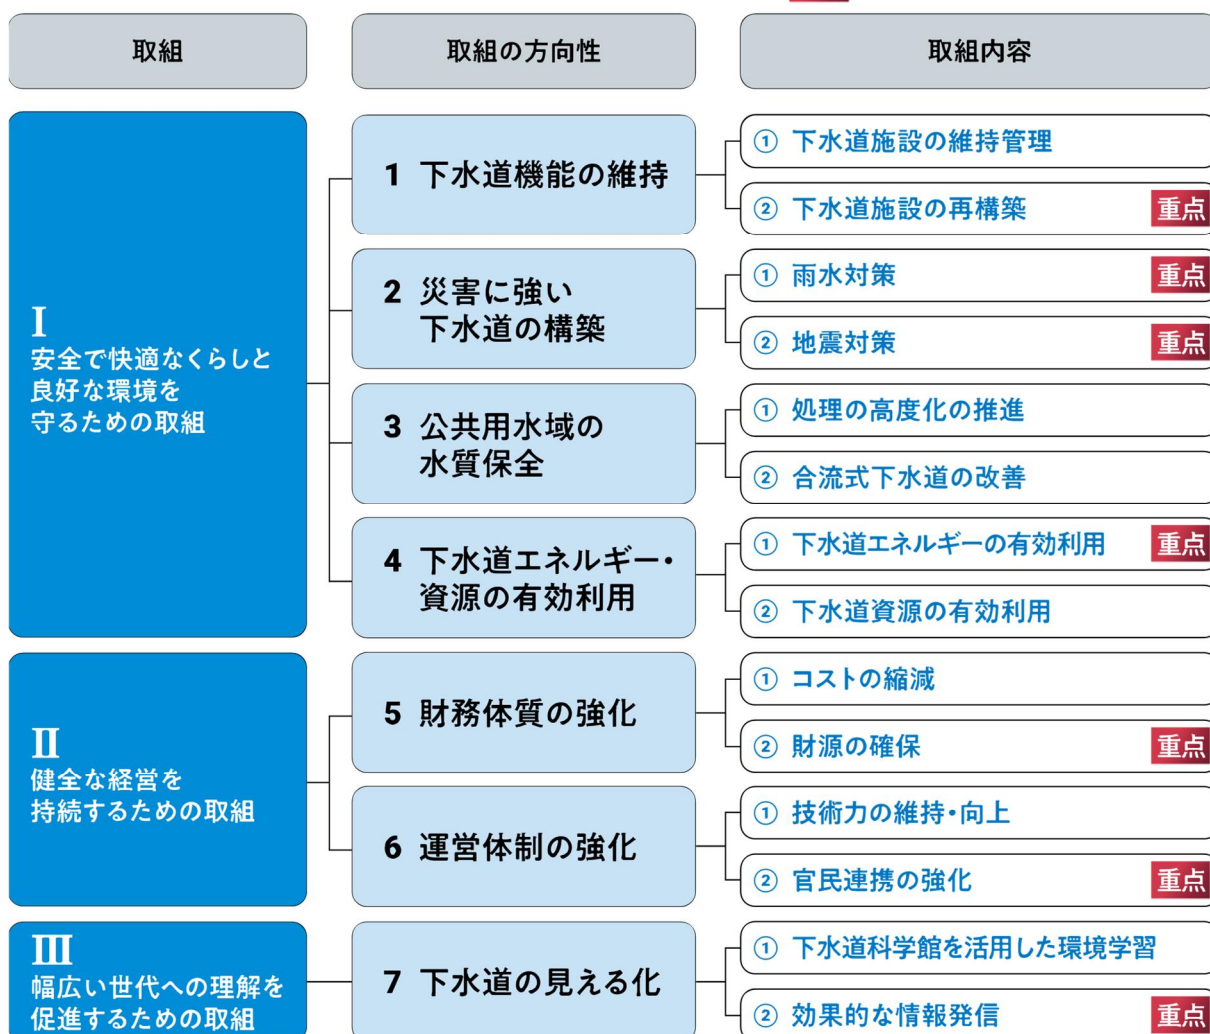 取組
取組の方向性
取組内容
I
安全で快適なくらしと
良好な環境を
守るための取組
1 下水道機能の維持
① 下水道施設の維持管理
② 下水道施設の再構築 重点
2 災害に強い
下水道の構築
① 雨水対策 重点
② 地震対策 重点
3 公共用水域の
水質保全
① 処理の高度化の推進
② 合流式下水道の改善
4 下水道エネルギー・
資源の有効利用
① 下水道エネルギーの有効利用 重点
② 下水道資源の有効利用
II
健全な経営を
持続するための取組
5 財務体質の強化
① コストの縮減
② 財源の確保 重点
6 運営体制の強化
① 技術力の維持・向上
② 官民連携の強化 重点
III
幅広い世代への理解を
促進するための取組
7 下水道の見える化
① 下水道科学館を活用した環境学習
② 効果的な情報発信 重点